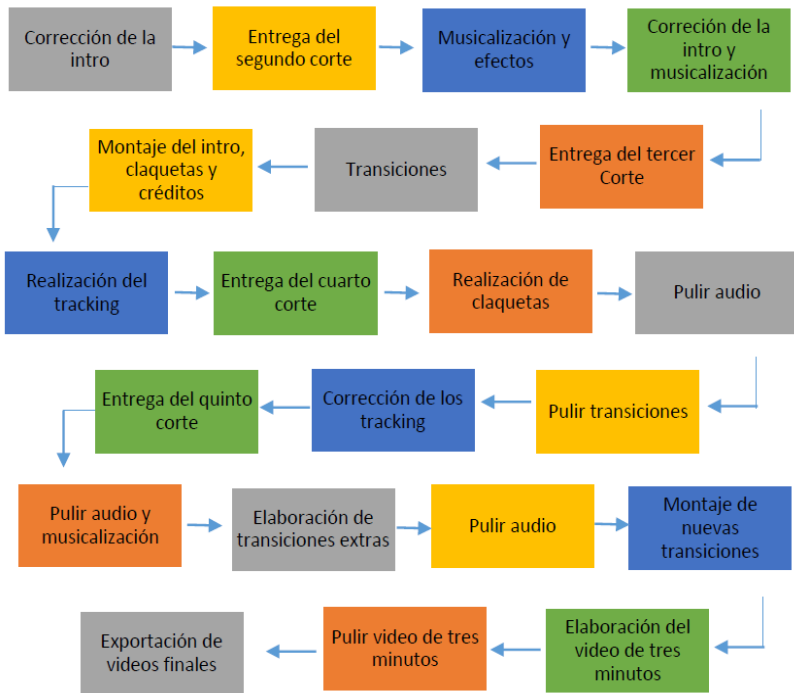 Corrección de la
intro
Entrega del
segundo corte
Musicalización y
efectos
Correción de la
intro y
musicalización
Entrega del tercer
Corte
Transiciones
Montaje del intro,
claquetas y
créditos
Realización del
tracking
Entrega del cuarto
corte
Realización de
claquetas
Pulir audio
Pulir transiciones
Corrección de los
tracking
Entrega del quinto
corte
Pulir audio y
musicalización
Elaboración de
transiciones extras
Pulir audio
Montaje de
nuevas
transiciones
Elaboración del
video de tres
minutos
Pulir video de tres
minutos
Exportación de
videos finales